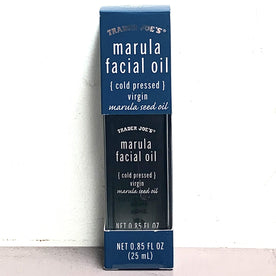 TRADER JOE'S®
marula
facial oil
{ cold pressed }
virgin
marula seed oil
TRADER JOE'S®
marula
facial oil
{ cold pressed }
virgin
marula seed oil
NET 0.85 FL OZ
NET 0.85 FL OZ
(25 mL)